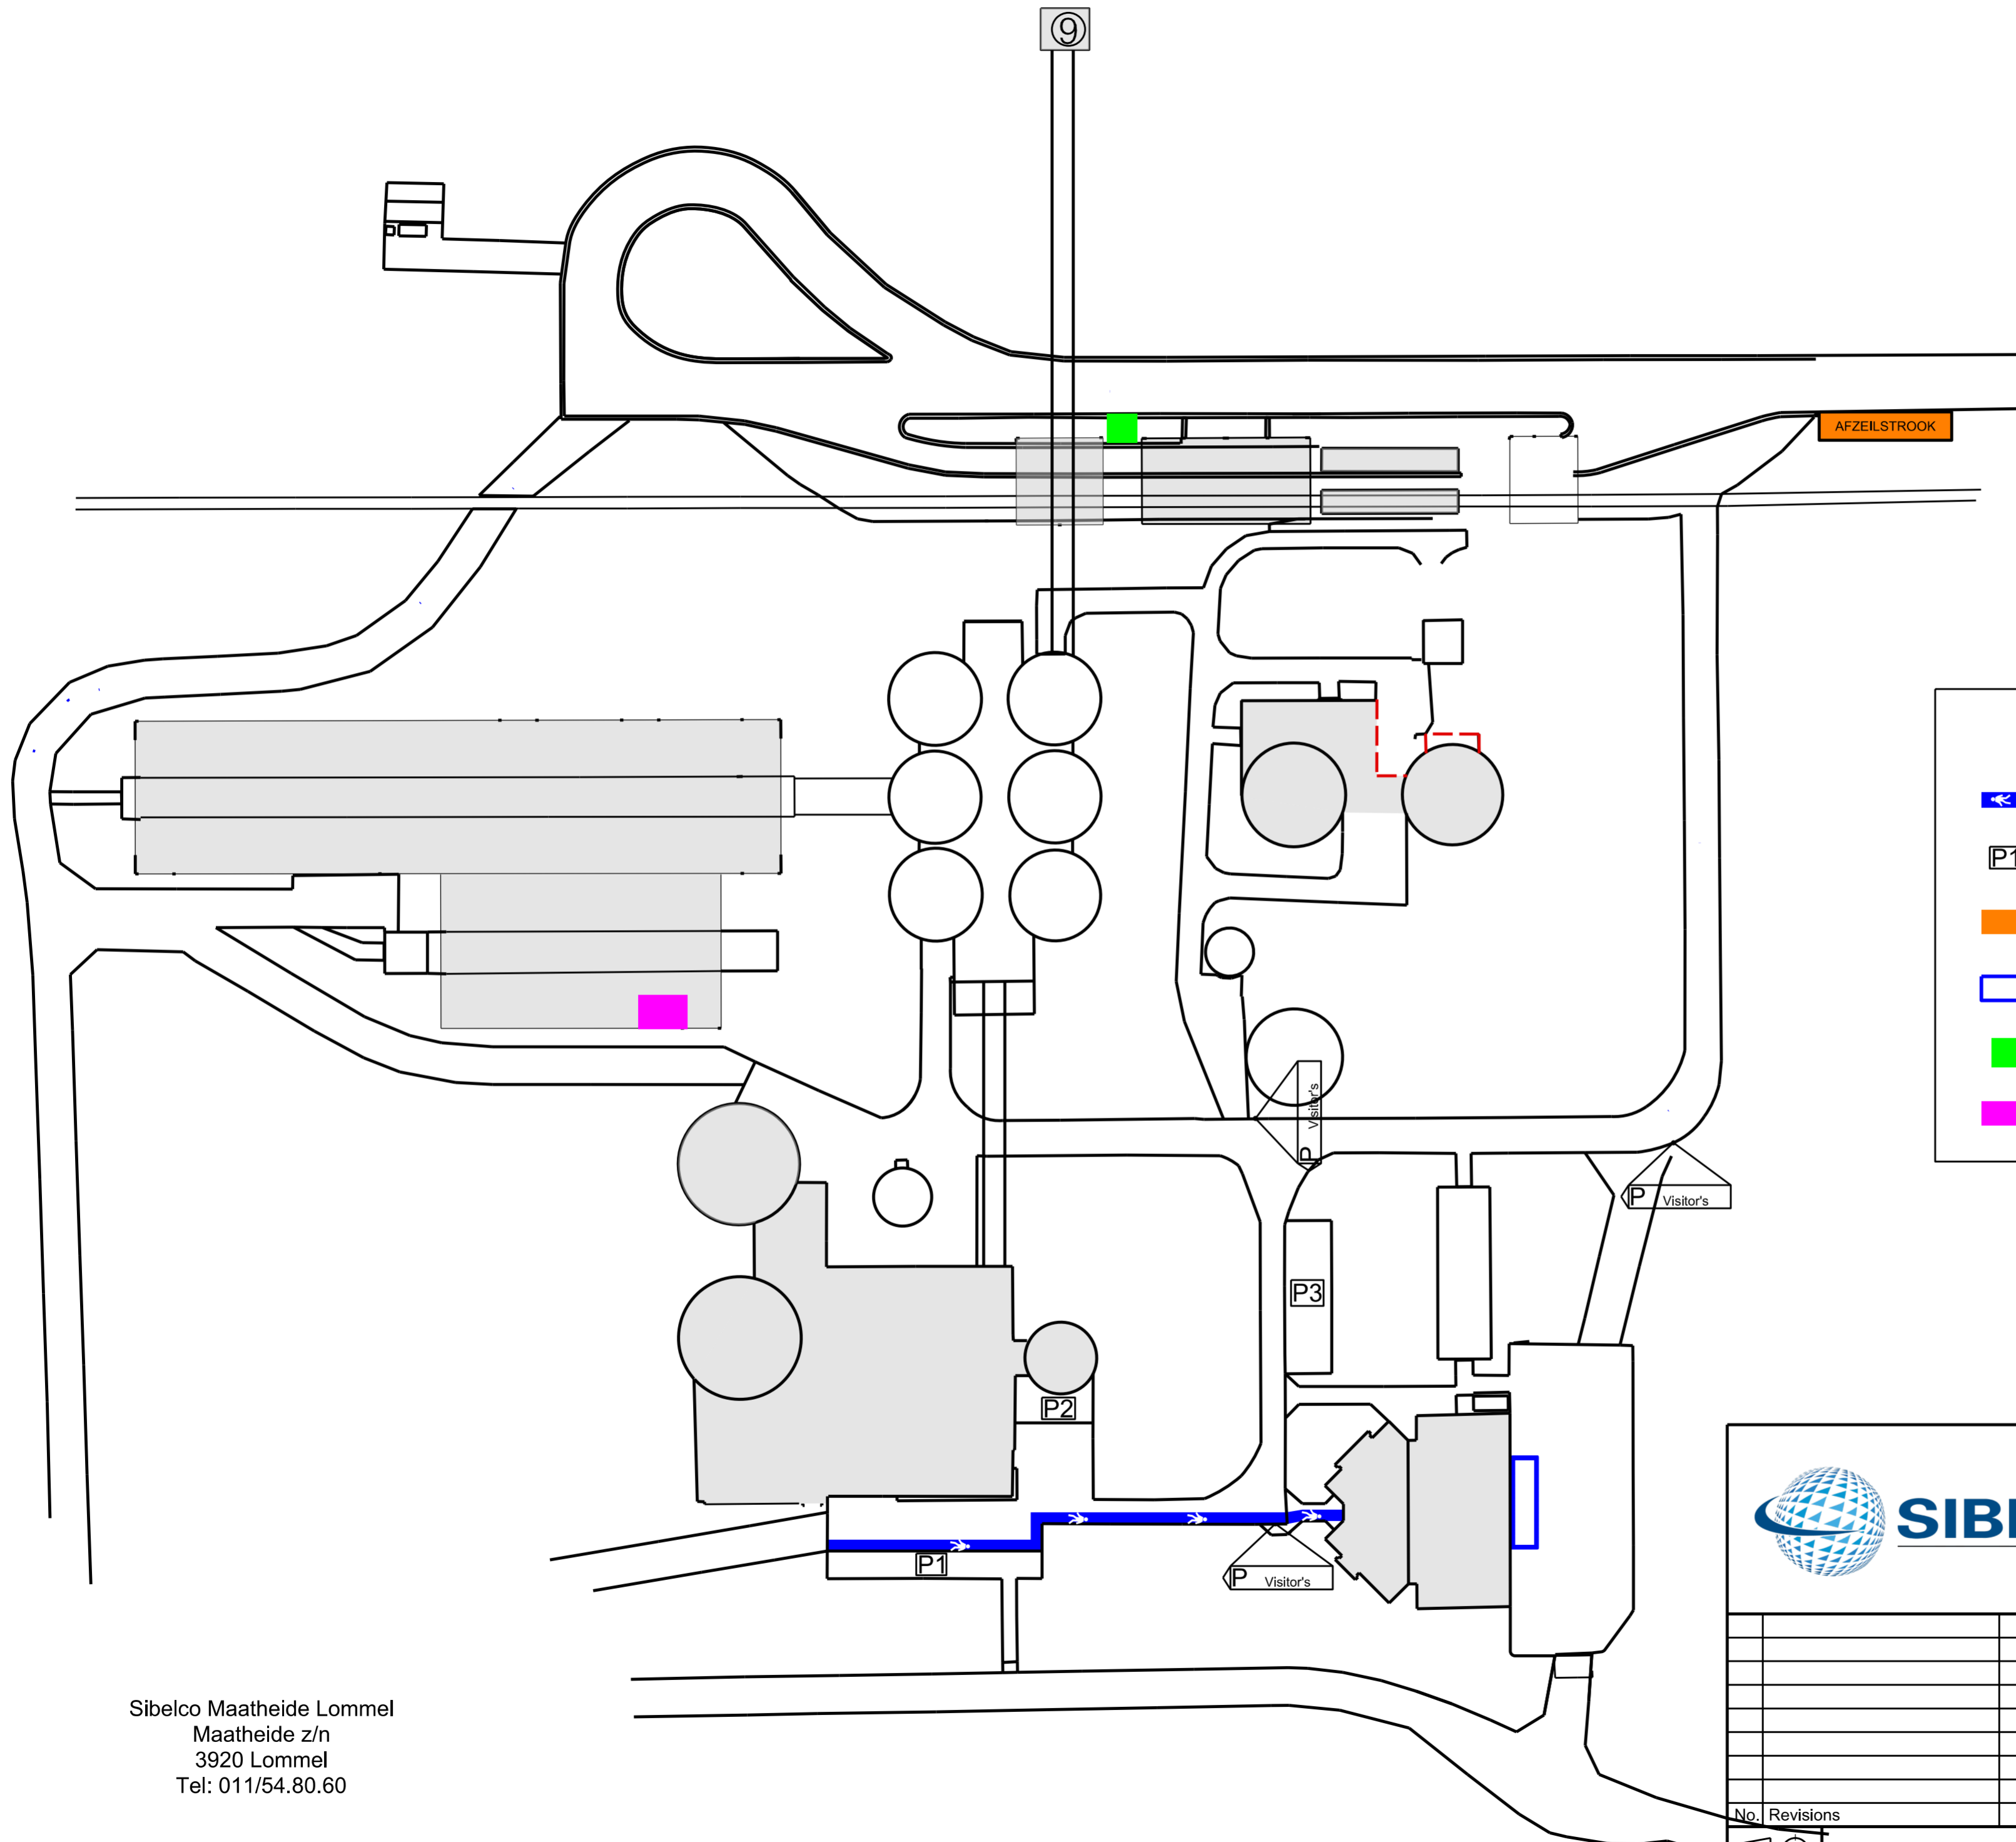 9
AFZEILSTROOK
P1
P Visitor's
P Visitor's
P3
P2
P1
P Visitor's
SIBE
Sibelco Maatheide Lommel
Maatheide z/n
3920 Lommel
Tel: 011/54.80.60
No. Revisions